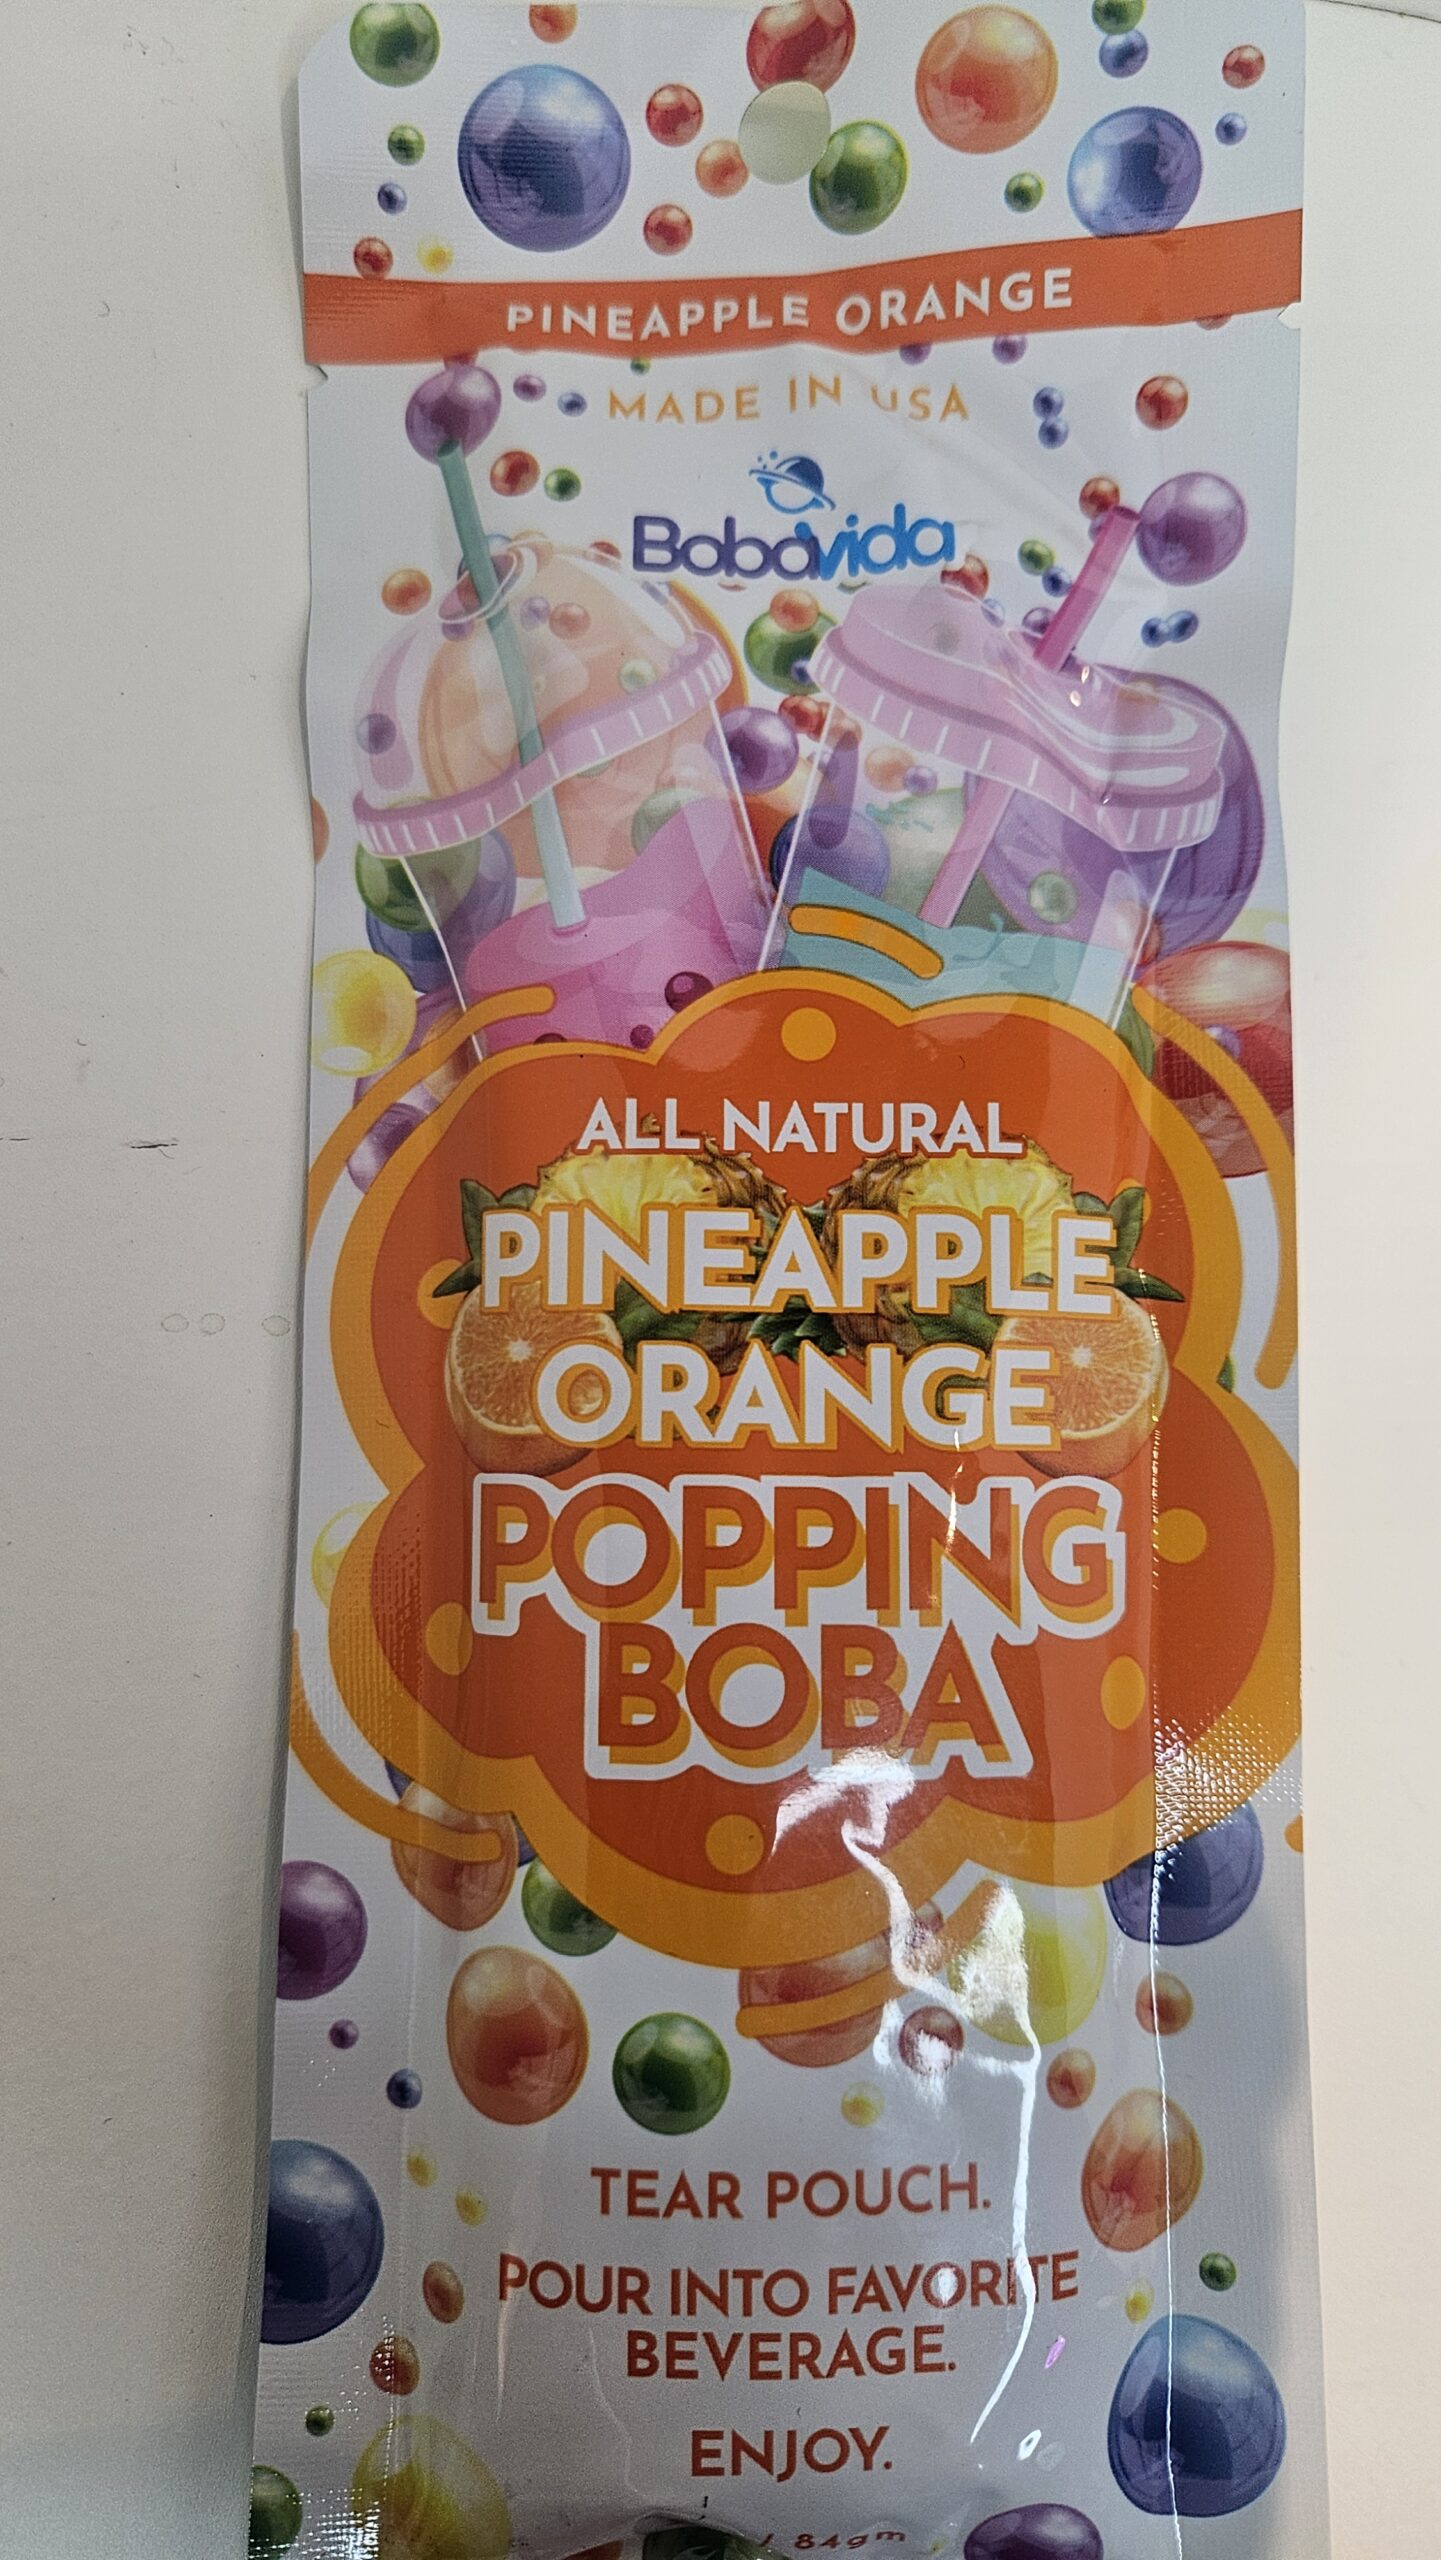 PINEAPPLE ORANGE
MADE IN USA
Bobavida
ALL NATURAL
PINEAPPLE
ORANGE
POPPING
BOBA
TEAR POUCH.
POUR INTO FAVORITE
BEVERAGE.
ENJOY.
/ 84gm